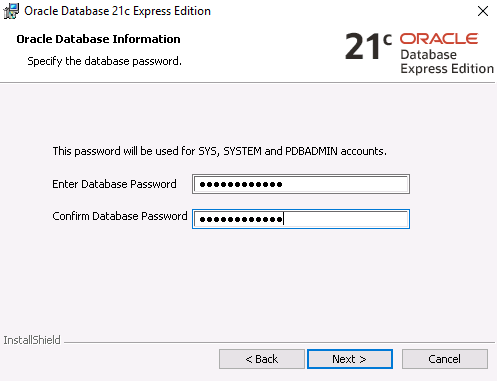 Oracle Database 21c Express Edition
Oracle Database Information
Specify the database password.
21c ORACLE
Database
Express Edition
This password will be used for SYS, SYSTEM and PDBADMIN accounts.
Enter Database Password ●●●●●●●●●●●●
Confirm Database Password ●●●●●●●●●●●●
InstallShield
< Back Next > Cancel